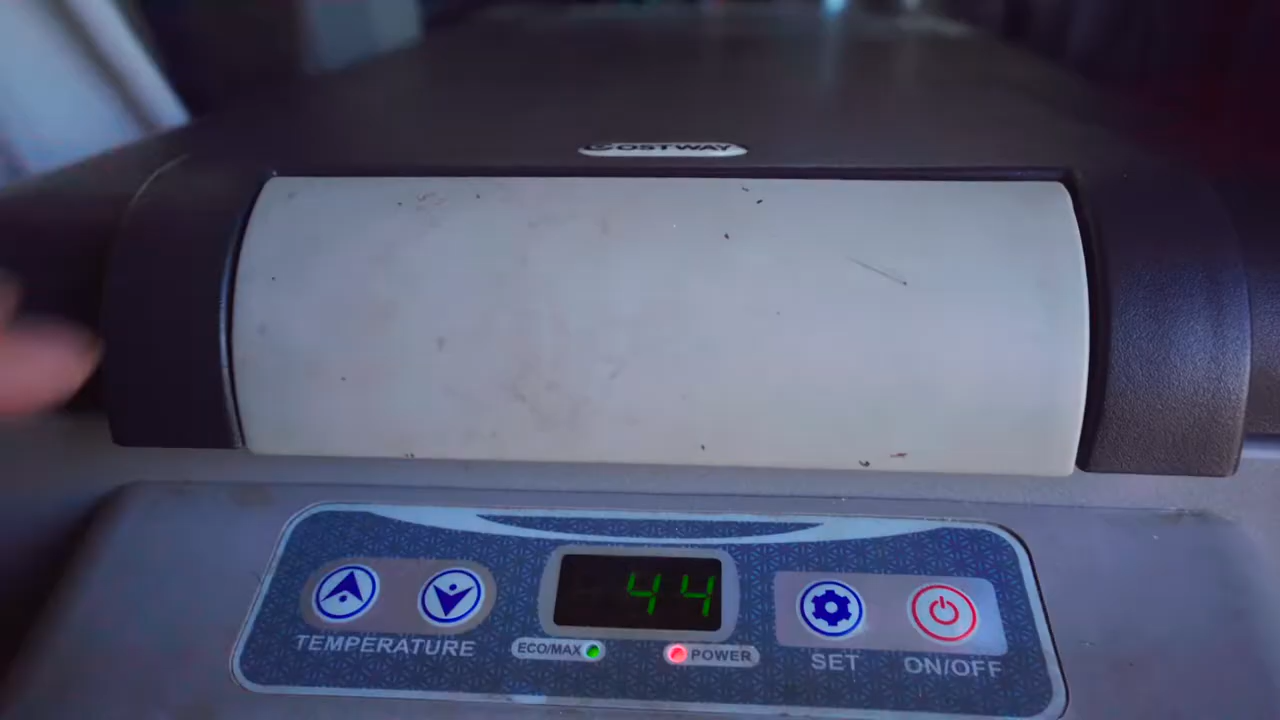 COSTWAY
44
TEMPERATURE
ECO/MAX
POWER
SET
ON/OFF